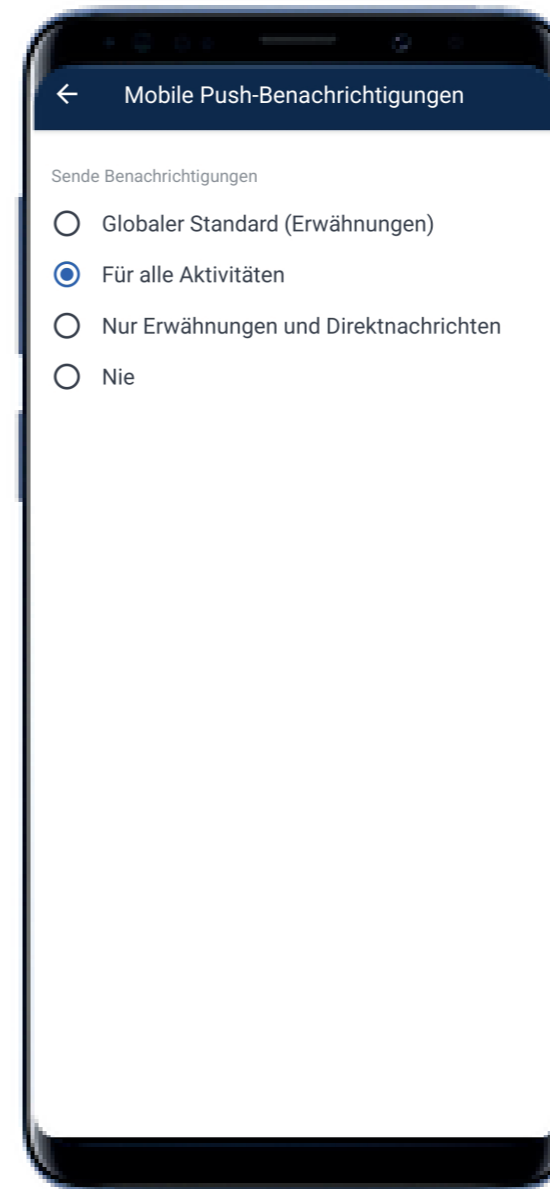 Mobile Push-Benachrichtigungen
Sende Benachrichtigungen
Globaler Standard (Erwähnungen)
Für alle Aktivitäten
Nur Erwähnungen und Direktnachrichten
Nie